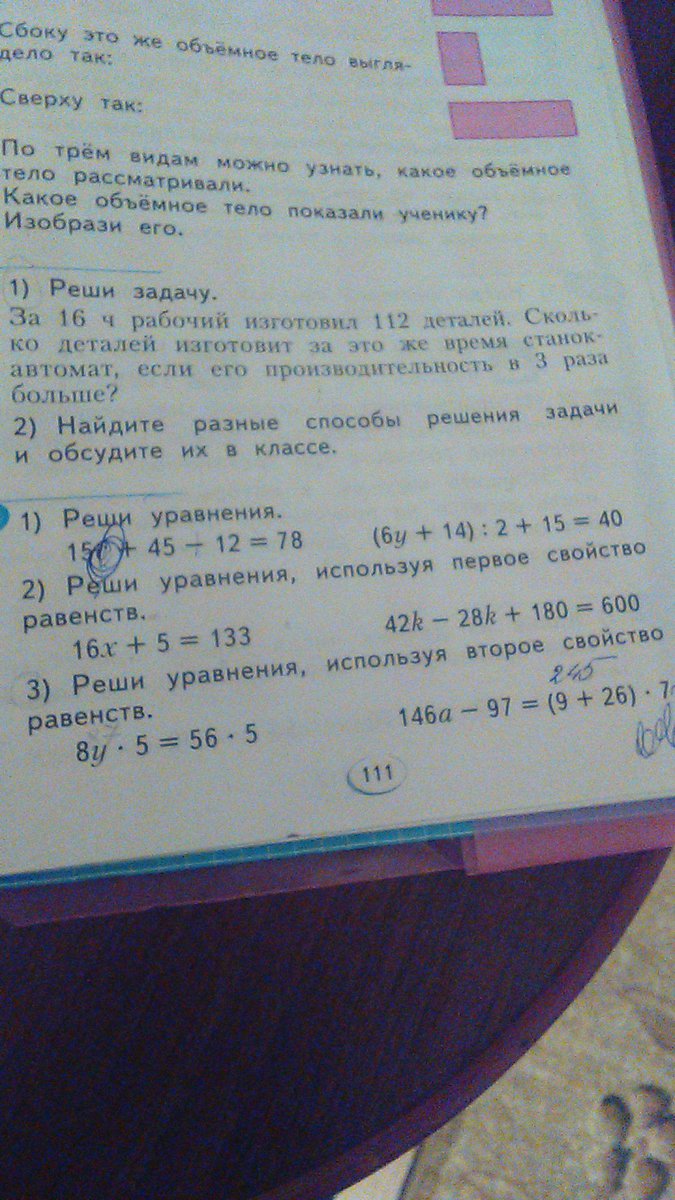 Сбоку это же объёмное тело выгля-
дело так:
Сверху так:
По трём видам можно узнать, какое объёмное
тело рассматривали.
Какое объёмное тело показали ученику?
Изобрази его.
1) Реши задачу.
За 16 ч рабочий изготовил 112 деталей. Сколь-
ко деталей изготовит за это же время станок-
автомат, если его производительность в 3 раза
больше?
2) Найдите разные способы решения задачи
и обсудите их в классе.
1) Реши уравнения.
15 + 45 − 12 = 78 (6y + 14) : 2 + 15 = 40
2) Реши уравнения, используя первое свойство
равенств.
16x + 5 = 133 42k − 28k + 180 = 600
3) Реши уравнения, используя второе свойство
равенств.
245
8y · 5 = 56 · 5 146a − 97 = (9 + 26) · 7
111